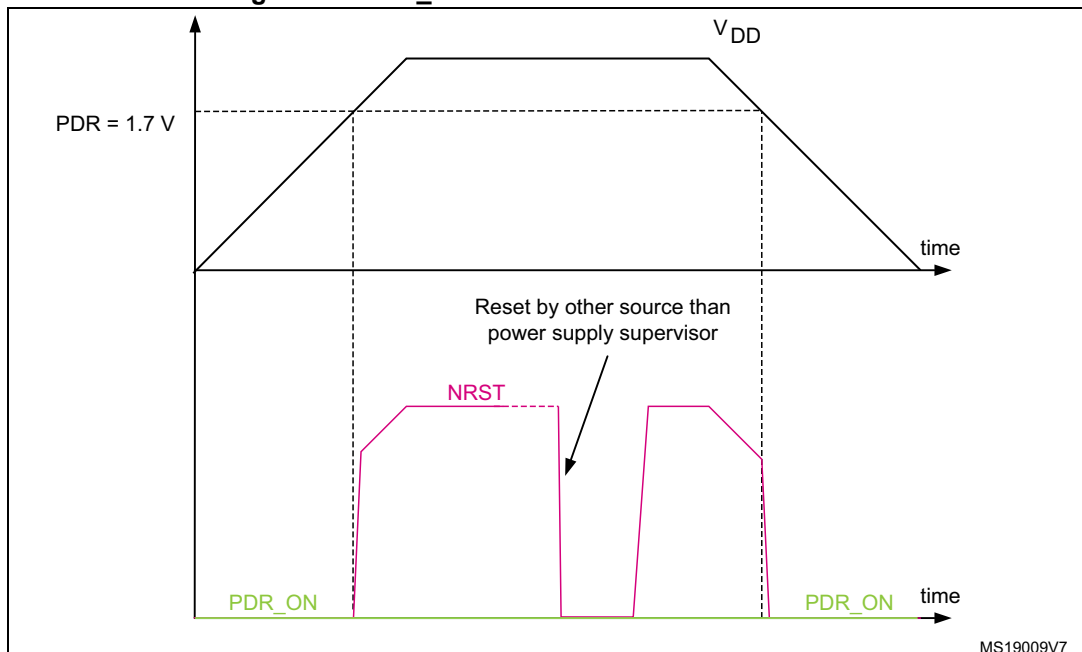 V DD
PDR = 1.7 V
time
Reset by other source than
power supply supervisor
NRST
PDR_ON
PDR_ON
time
MS19009V7